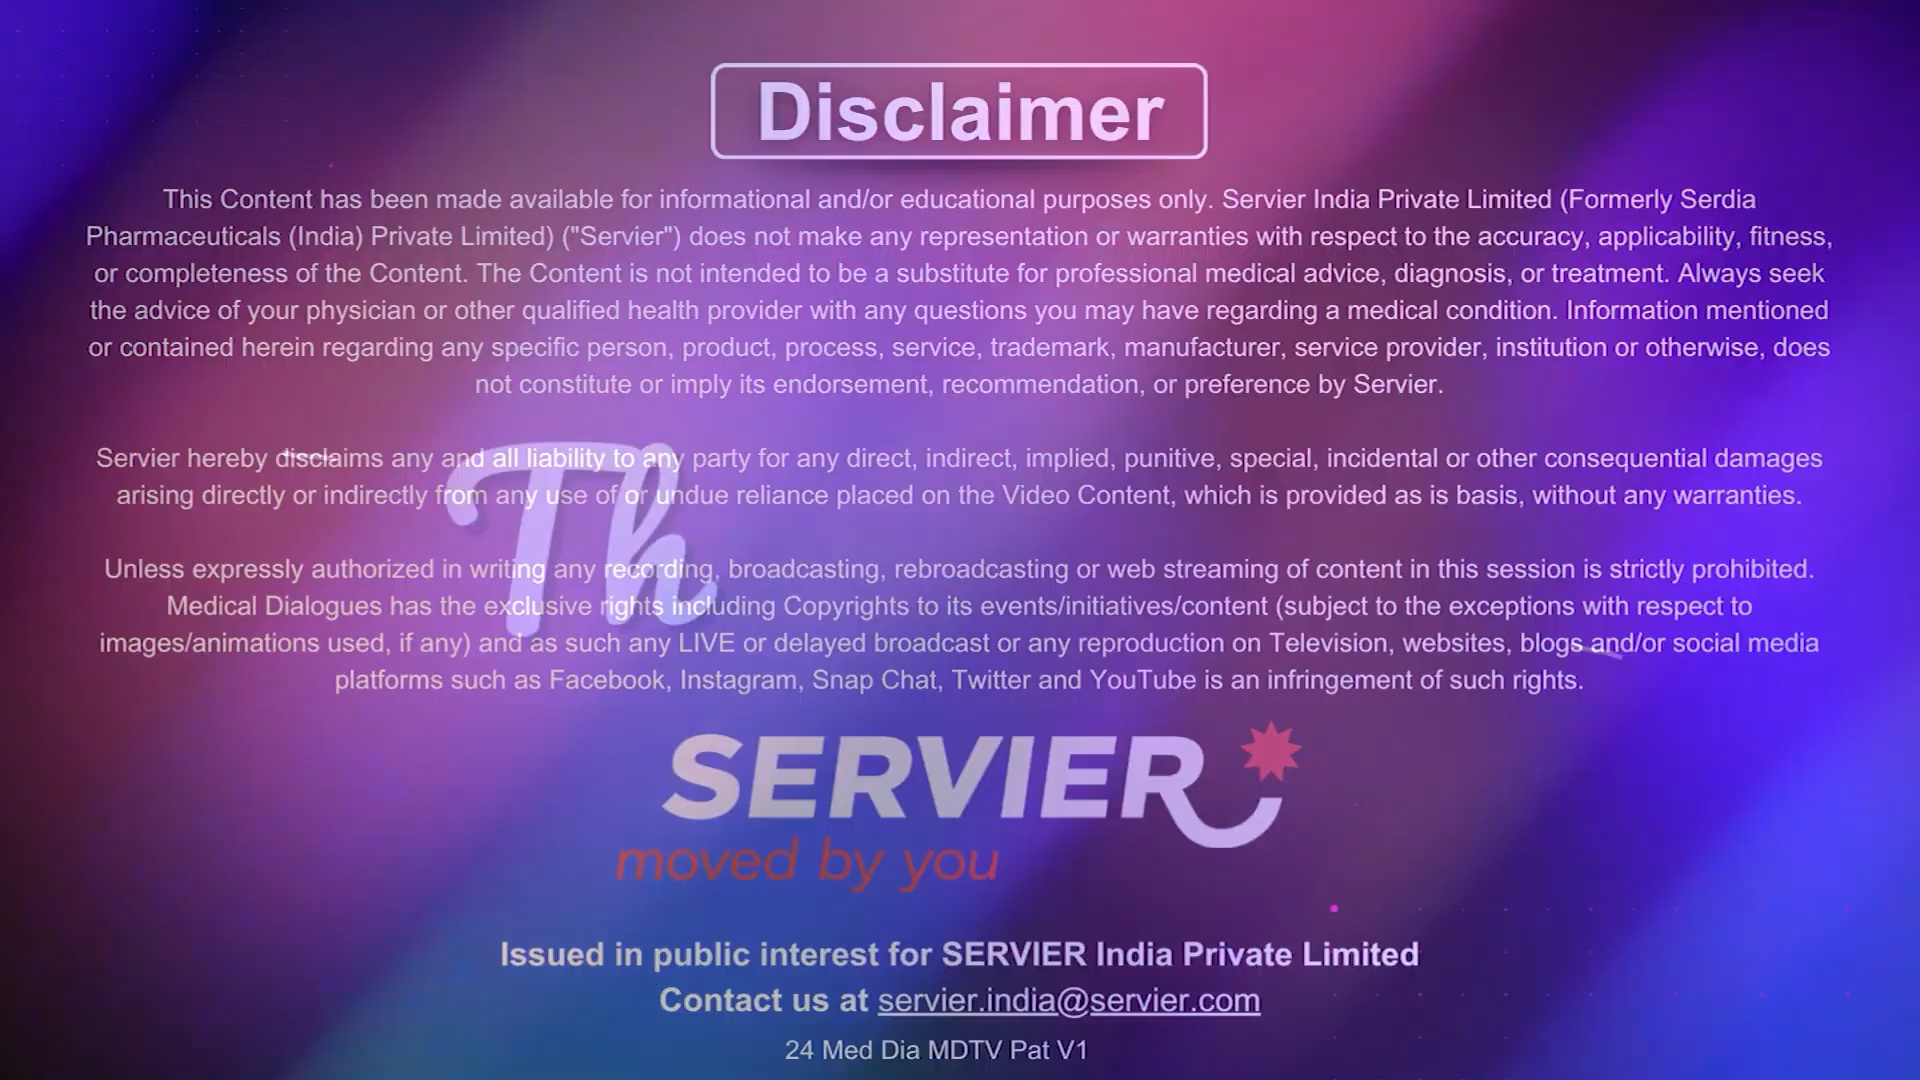 Disclaimer
This Content has been made available for informational and/or educational purposes only. Servier India Private Limited (Formerly Serdia
Pharmaceuticals (India) Private Limited) ("Servier") does not make any representation or warranties with respect to the accuracy, applicability, fitness,
or completeness of the Content. The Content is not intended to be a substitute for professional medical advice, diagnosis, or treatment. Always seek
the advice of your physician or other qualified health provider with any questions you may have regarding a medical condition. Information mentioned
or contained herein regarding any specific person, product, process, service, trademark, manufacturer, service provider, institution or otherwise, does
not constitute or imply its endorsement, recommendation, or preference by Servier.
Servier hereby disclaims any and all liability to any party for any direct, indirect, implied, punitive, special, incidental or other consequential damages
arising directly or indirectly from any use of or undue reliance placed on the Video Content, which is provided as is basis, without any warranties.
Th
Unless expressly authorized in writing any recording, broadcasting, rebroadcasting or web streaming of content in this session is strictly prohibited.
Medical Dialogues has the exclusive rights including Copyrights to its events/initiatives/content (subject to the exceptions with respect to
images/animations used, if any) and as such any LIVE or delayed broadcast or any reproduction on Television, websites, blogs and/or social media
platforms such as Facebook, Instagram, Snap Chat, Twitter and YouTube is an infringement of such rights.
SERVIER
moved by you
Issued in public interest for SERVIER India Private Limited
Contact us at servier.india@servier.com
24 Med Dia MDTV Pat V1